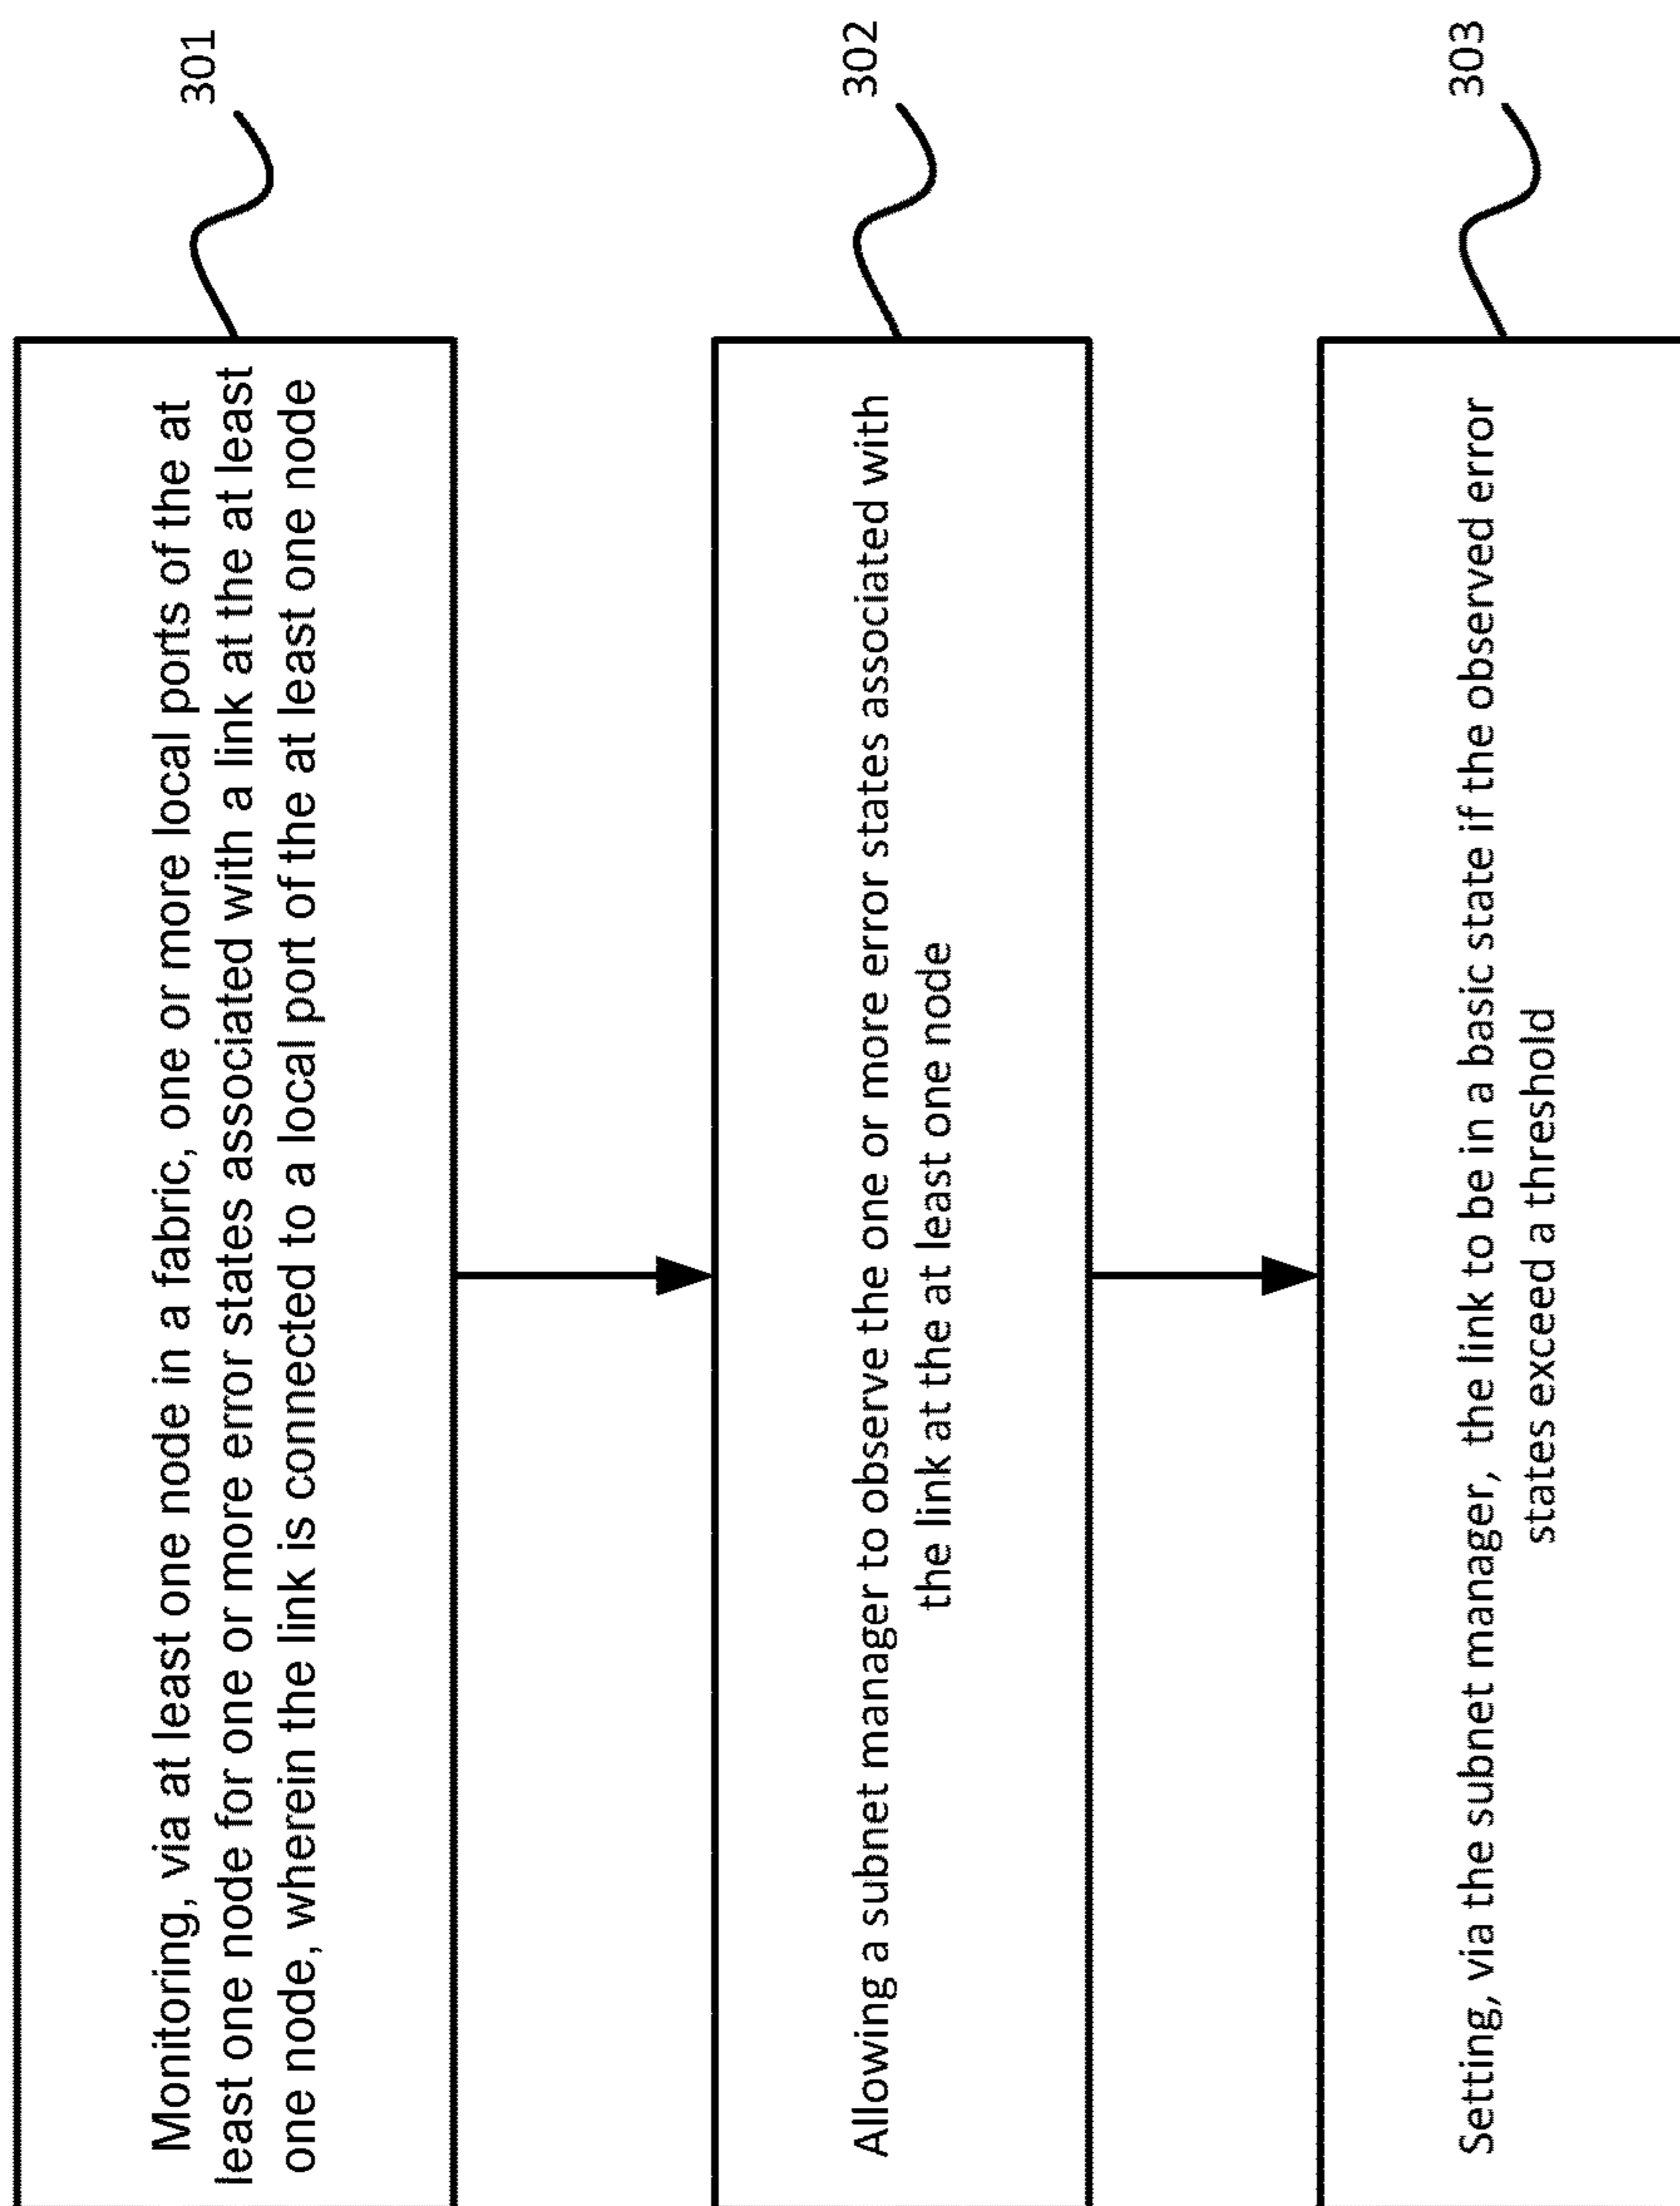 Monitoring, via at least one node in a fabric, one or more local ports of the at
least one node for one or more error states associated with a link at the at least
one node, wherein the link is connected to a local port of the at least one node
301
Allowing a subnet manager to observe the one or more error states associated with
the link at the at least one node
302
Setting, via the subnet manager, the link to be in a basic state if the observed error
states exceed a threshold
303